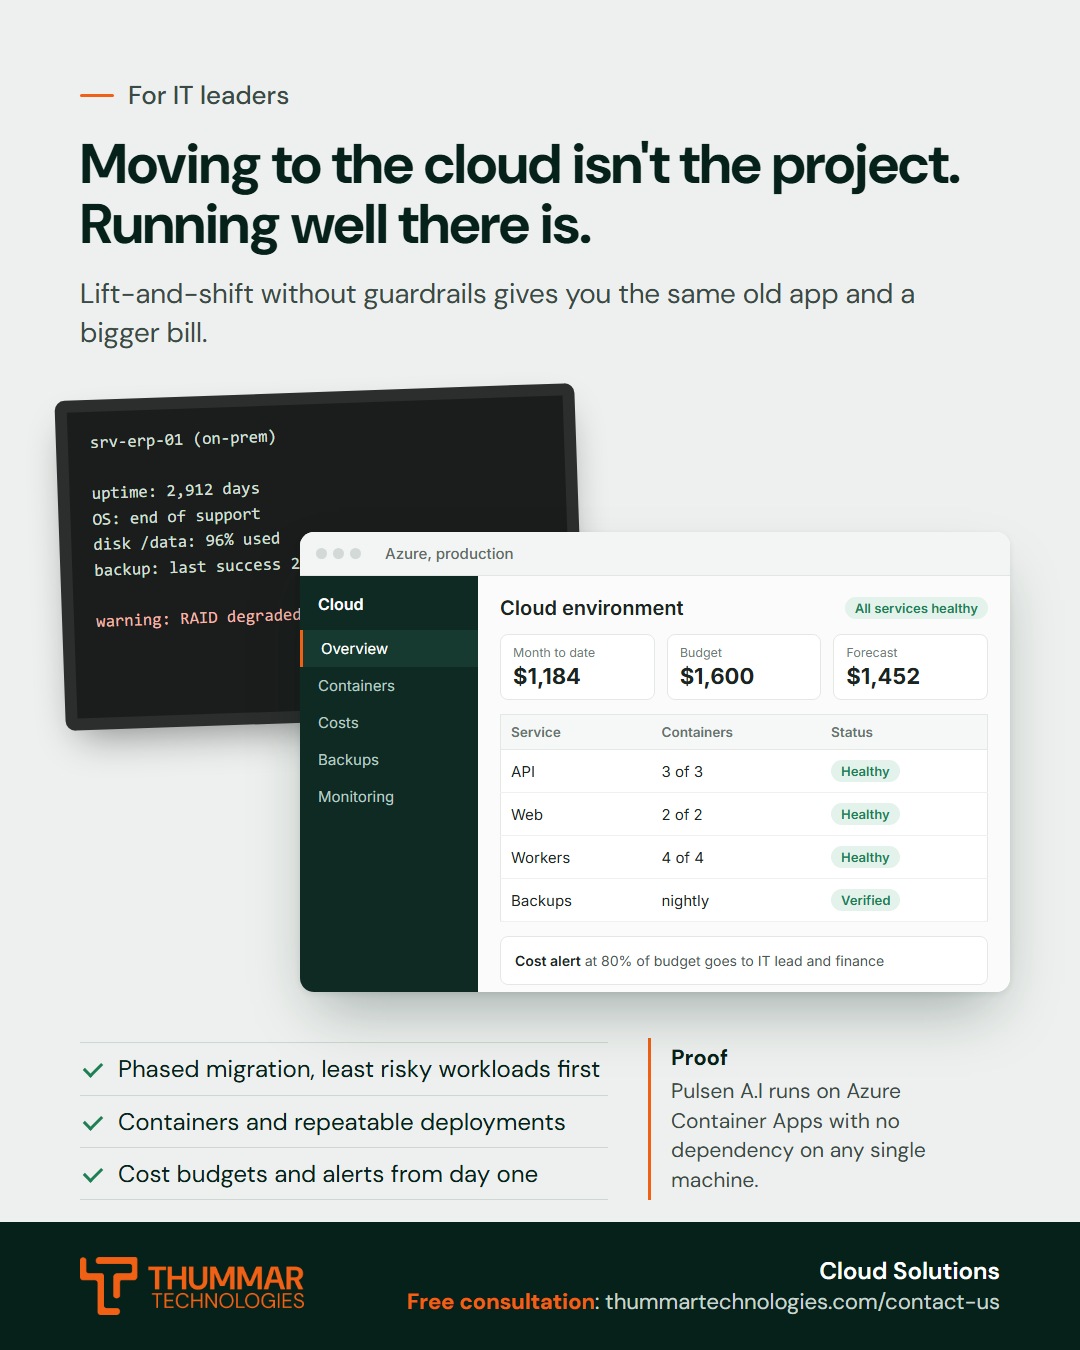 For IT leaders
Moving to the cloud isn't the project.
Running well there is.
Lift-and-shift without guardrails gives you the same old app and a
bigger bill.
srv-erp-01 (on-prem)
uptime: 2,912 days
OS: end of support
disk /data: 96% used
backup: last success 2
warning: RAID degraded
Azure, production
Cloud
Overview
Containers
Costs
Backups
Monitoring
Cloud environment
All services healthy
Month to date
$1,184
Budget
$1,600
Forecast
$1,452
Service Containers Status
API 3 of 3 Healthy
Web 2 of 2 Healthy
Workers 4 of 4 Healthy
Backups nightly Verified
Cost alert at 80% of budget goes to IT lead and finance
Phased migration, least risky workloads first
Containers and repeatable deployments
Cost budgets and alerts from day one
Proof
Pulsen A.I runs on Azure
Container Apps with no
dependency on any single
machine.
THUMMAR
TECHNOLOGIES
Cloud Solutions
Free consultation: thummartechnologies.com/contact-us